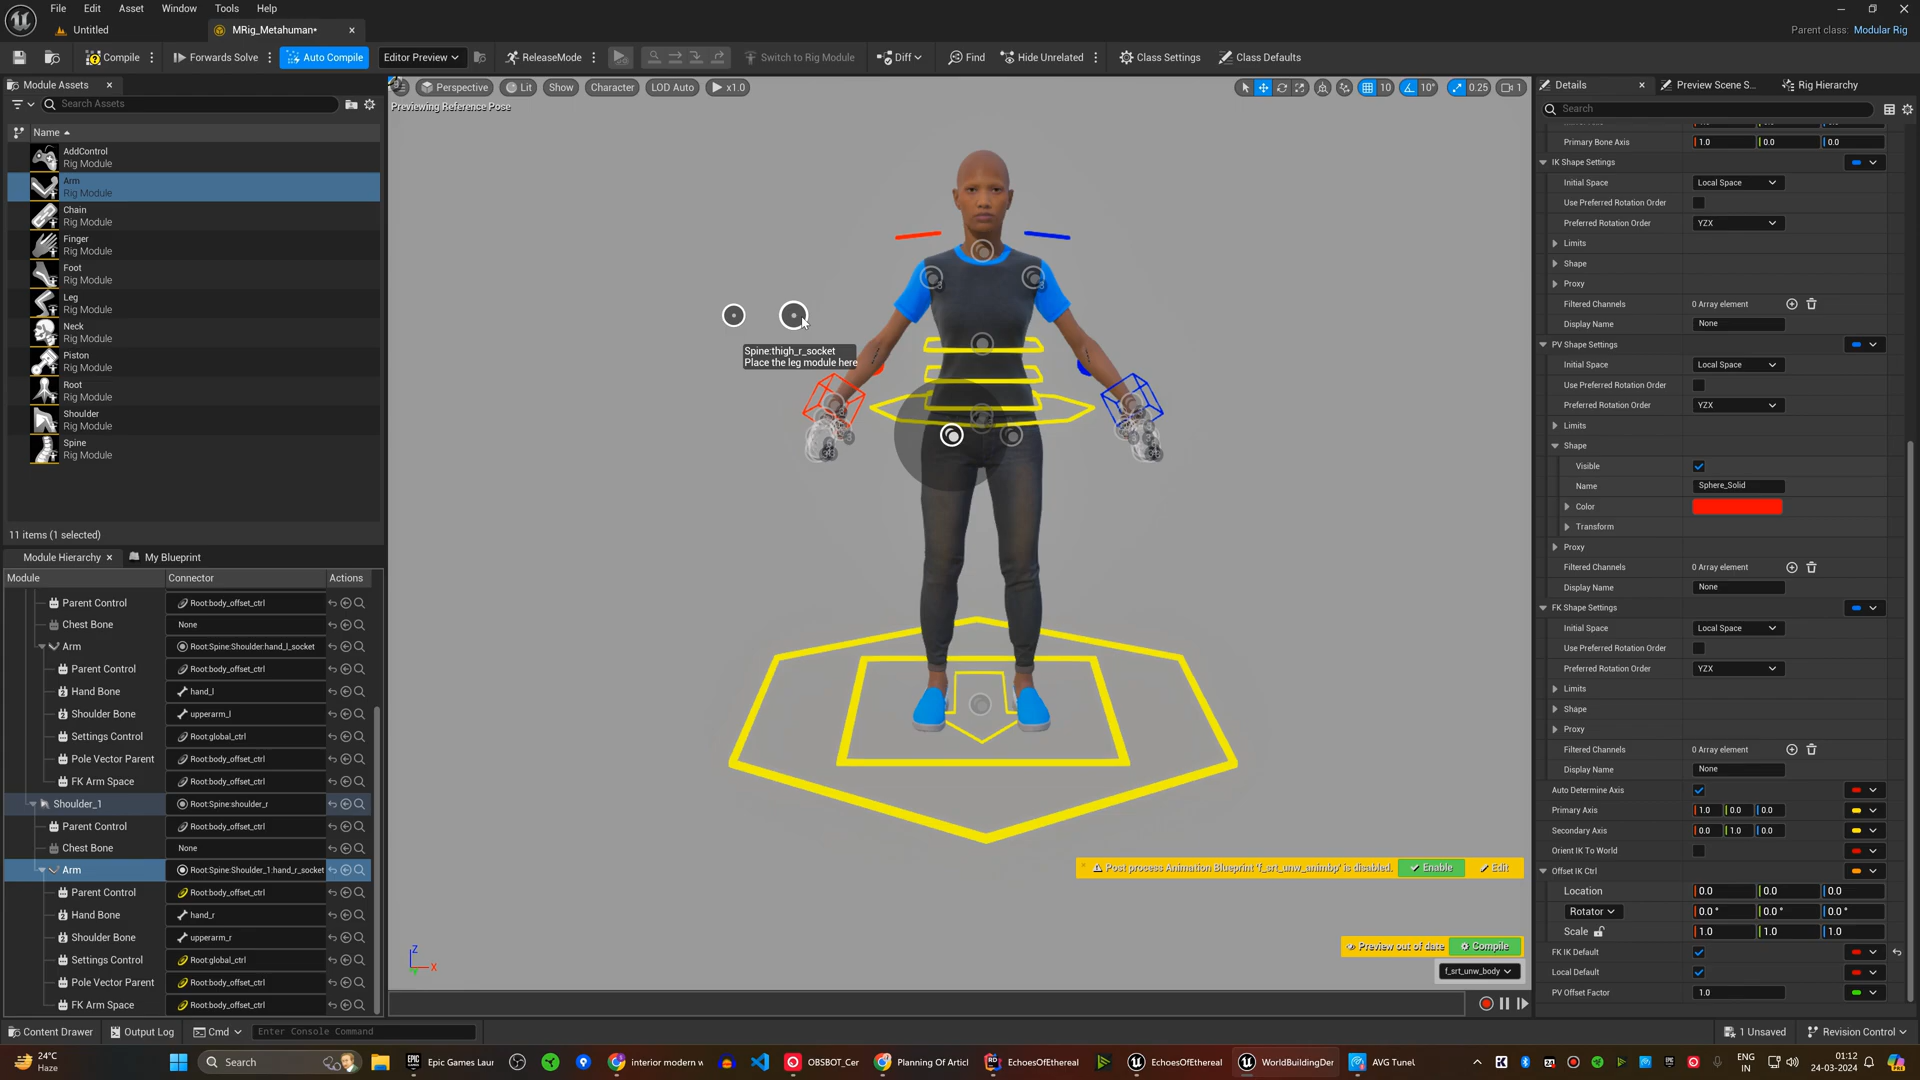 File Edit Asset Window Tools Help
Untitled
MRig_Metahuman*
Parent class: Modular Rig
Compile
Forwards Solve
Auto Compile
Editor Preview
ReleaseMode
Switch to Rig Module
Diff
Find
Hide Unrelated
Class Settings
Class Defaults
Module Assets
Search Assets
Name
AddControl
Rig Module
Arm
Rig Module
Chain
Rig Module
Finger
Rig Module
Foot
Rig Module
Leg
Rig Module
Neck
Rig Module
Piston
Rig Module
Root
Rig Module
Shoulder
Rig Module
Spine
Rig Module
11 items (1 selected)
Module Hierarchy
My Blueprint
Module Connector Actions
Parent Control Root:body_offset_ctrl
Chest Bone None
Arm Root:Spine:Shoulder:hand_l_socket
Parent Control Root:body_offset_ctrl
Hand Bone hand_l
Shoulder Bone upperarm_l
Settings Control Root:global_ctrl
Pole Vector Parent Root:body_offset_ctrl
FK Arm Space Root:body_offset_ctrl
Shoulder_1 Root:Spine:shoulder_r
Parent Control Root:body_offset_ctrl
Chest Bone None
Arm Root:Spine:Shoulder_1:hand_r_socket
Parent Control Root:body_offset_ctrl
Hand Bone hand_r
Shoulder Bone upperarm_r
Settings Control Root:global_ctrl
Pole Vector Parent Root:body_offset_ctrl
FK Arm Space Root:body_offset_ctrl
Perspective Lit Show Character LOD Auto x1.0
10 10° 0.25 1
Previewing Reference Pose
Spine:thigh_r_socket
Place the leg module here
Post process Animation Blueprint 'f_srt_unw_animbp' is disabled. Enable Edit
Preview out of date Compile
f_srt_unw_body
Z
X
Details
Preview Scene S...
Rig Hierarchy
Search
Primary Bone Axis 1.0 0.0 0.0
IK Shape Settings
Initial Space Local Space
Use Preferred Rotation Order
Preferred Rotation Order YZX
Limits
Shape
Proxy
Filtered Channels 0 Array element
Display Name None
PV Shape Settings
Initial Space Local Space
Use Preferred Rotation Order
Preferred Rotation Order YZX
Limits
Shape
Visible
Name Sphere_Solid
Color
Transform
Proxy
Filtered Channels 0 Array element
Display Name None
FK Shape Settings
Initial Space Local Space
Use Preferred Rotation Order
Preferred Rotation Order YZX
Limits
Shape
Proxy
Filtered Channels 0 Array element
Display Name None
Auto Determine Axis
Primary Axis 1.0 0.0 0.0
Secondary Axis 0.0 1.0 0.0
Orient IK To World
Offset IK Ctrl
Location 0.0 0.0 0.0
Rotator 0.0 ° 0.0 ° 0.0 °
Scale 1.0 1.0 1.0
FK IK Default
Local Default
PV Offset Factor 1.0
Content Drawer Output Log Cmd Enter Console Command
1 Unsaved Revision Control
24°C
Haze
Search
Epic Games Laur
interior modern w
OBSBOT_Cer
Planning Of Articl
EchoesOfEthereal
EchoesOfEthereal
WorldBuildingDer
AVG Tunel
ENG
IN
01:12
24-03-2024